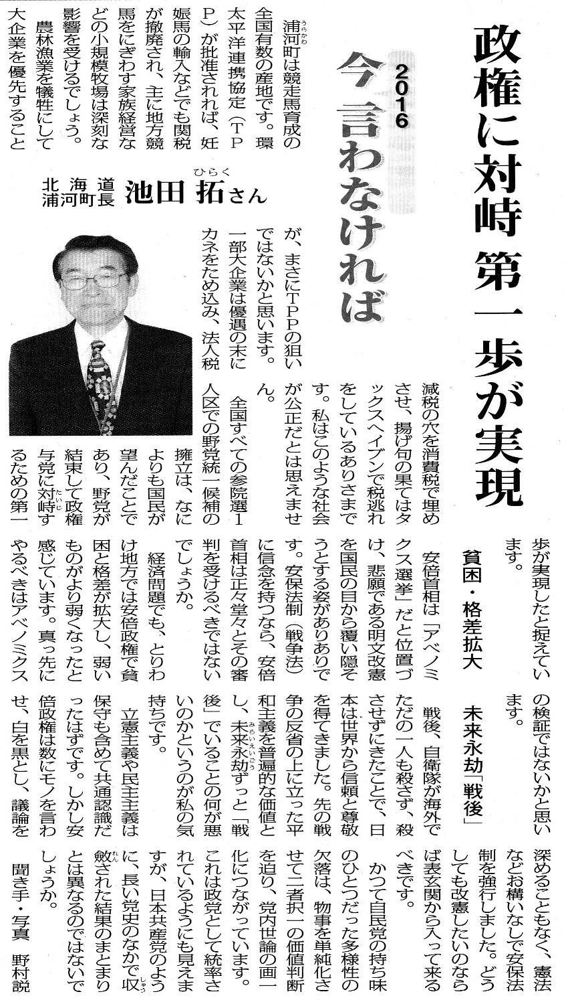 政権に対峙 第一歩が実現
2016
今 言わなければ
北海道
浦河町長
池田 拓さん
ひらく
浦河町は競走馬育成の
うらかわ
全国有数の産地です。環
太平洋連携協定(TP
P)が批准されれば、妊
娠馬の輸入などでも関税
が撤廃され、主に地方競
馬をにぎわす家族経営な
どの小規模牧場は深刻な
影響を受けるでしょう。
農林漁業を犠牲にして
大企業を優先すること
が、まさにTPPの狙い
ではないかと思います。
一部大企業は優遇の末に
カネをため込み、法人税
減税の穴を消費税で埋め
させ、揚げ句の果てはタ
ックスヘイブンで税逃れ
をしているありさまで
す。私はこのような社会
が公正だとは思えませ
ん。
全国すべての参院選1
人区での野党統一候補の
擁立は、なに
よりも国民が
望んだことで
あり、野党が
結束して政権
与党に対峙す
たいじ
るための第一
歩が実現したと捉えてい
ます。
貧困・格差拡大
安倍首相は「アベノミ
クス選挙」だと位置づ
け、悲願である明文改憲
を国民の目から覆い隠そ
うとする姿がありありで
す。安保法制(戦争法)
に信念を持つなら、安倍
首相は正々堂々とその審
判を受けるべきではない
でしょうか。
経済問題でも、とりわ
け地方では安倍政権で貧
困と格差が拡大し、弱い
ものがより弱くなったと
感じています。真っ先に
やるべきはアベノミクス
の検証ではないかと思い
ます。
未来永劫「戦後」
戦後、自衛隊が海外で
ただの一人も殺さず、殺
させずにきたことで、日
本は世界から信頼と尊敬
を得てきました。先の戦
争の反省の上に立った平
和主義を普遍的な価値と
し、未来永劫ずっと「戦
みらいえいごう
後」でいることの何が悪
いのかというのが私の気
持ちです。
立憲主義や民主主義は
保守も含めて共通認識だ
ったはずです。しかし安
倍政権は数にモノを言わ
せ、白を黒とし、議論を
深めることもなく、憲法
などお構いなしで安保法
制を強行しました。どう
しても改憲したいのなら
ば表玄関から入って来る
べきです。
かつて自民党の持ち味
のひとつだった多様性の
欠落は、物事を単純化さ
せて二者択一の価値判断
を迫り、党内世論の画一
化につながっています。
これは政党として統率さ
れているようにも見えま
すが、日本共産党のよう
に、長い党史のなかで収
しゅう
斂された結果のまとまり
れん
とは異なるのではないで
しょうか。
聞き手・写真 野村説